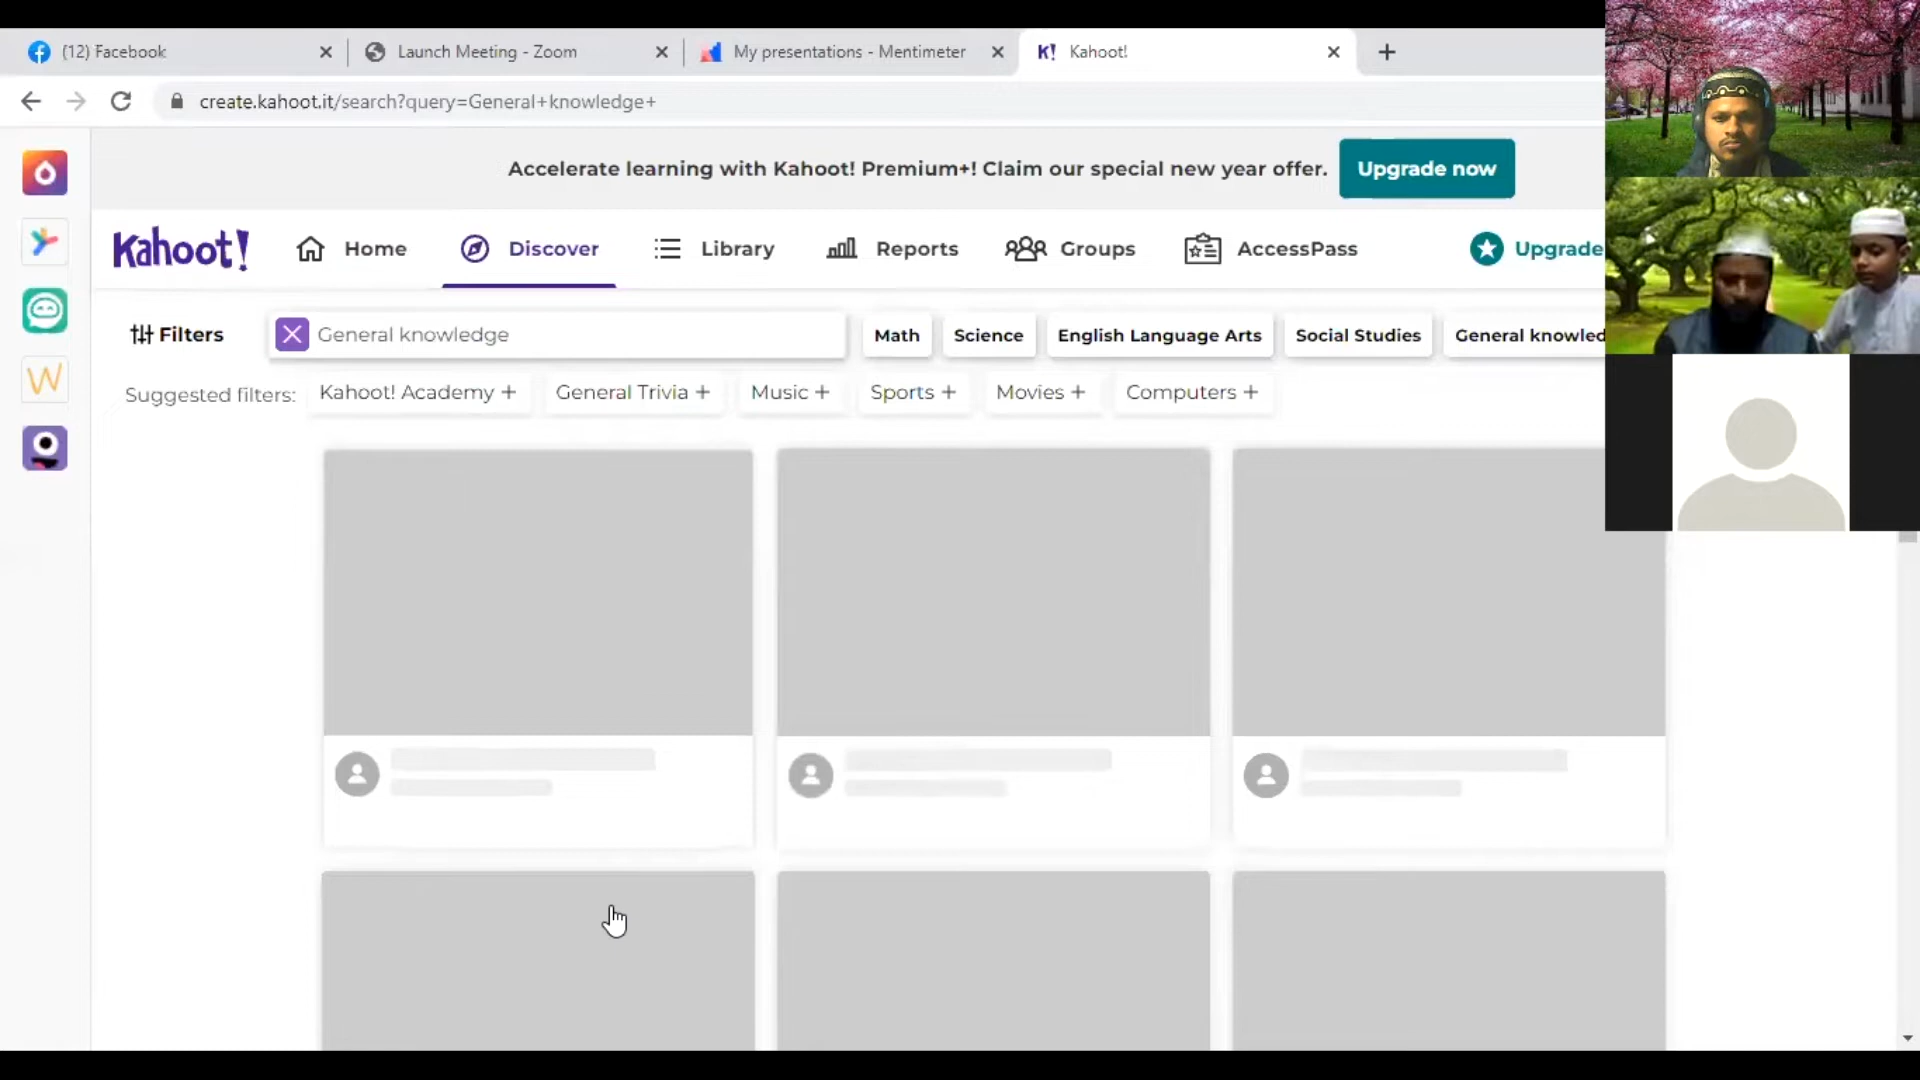 (12) Facebook
Launch Meeting - Zoom
My presentations - Mentimeter
K! Kahoot!
create.kahoot.it/search?query=General+knowledge+
Accelerate learning with Kahoot! Premium+! Claim our special new year offer.
Upgrade now
Kahoot!
Home
Discover
Library
Reports
Groups
AccessPass
Upgrade
Filters
General knowledge
Math
Science
English Language Arts
Social Studies
General knowled
Suggested filters:
Kahoot! Academy +
General Trivia +
Music +
Sports +
Movies +
Computers +
W